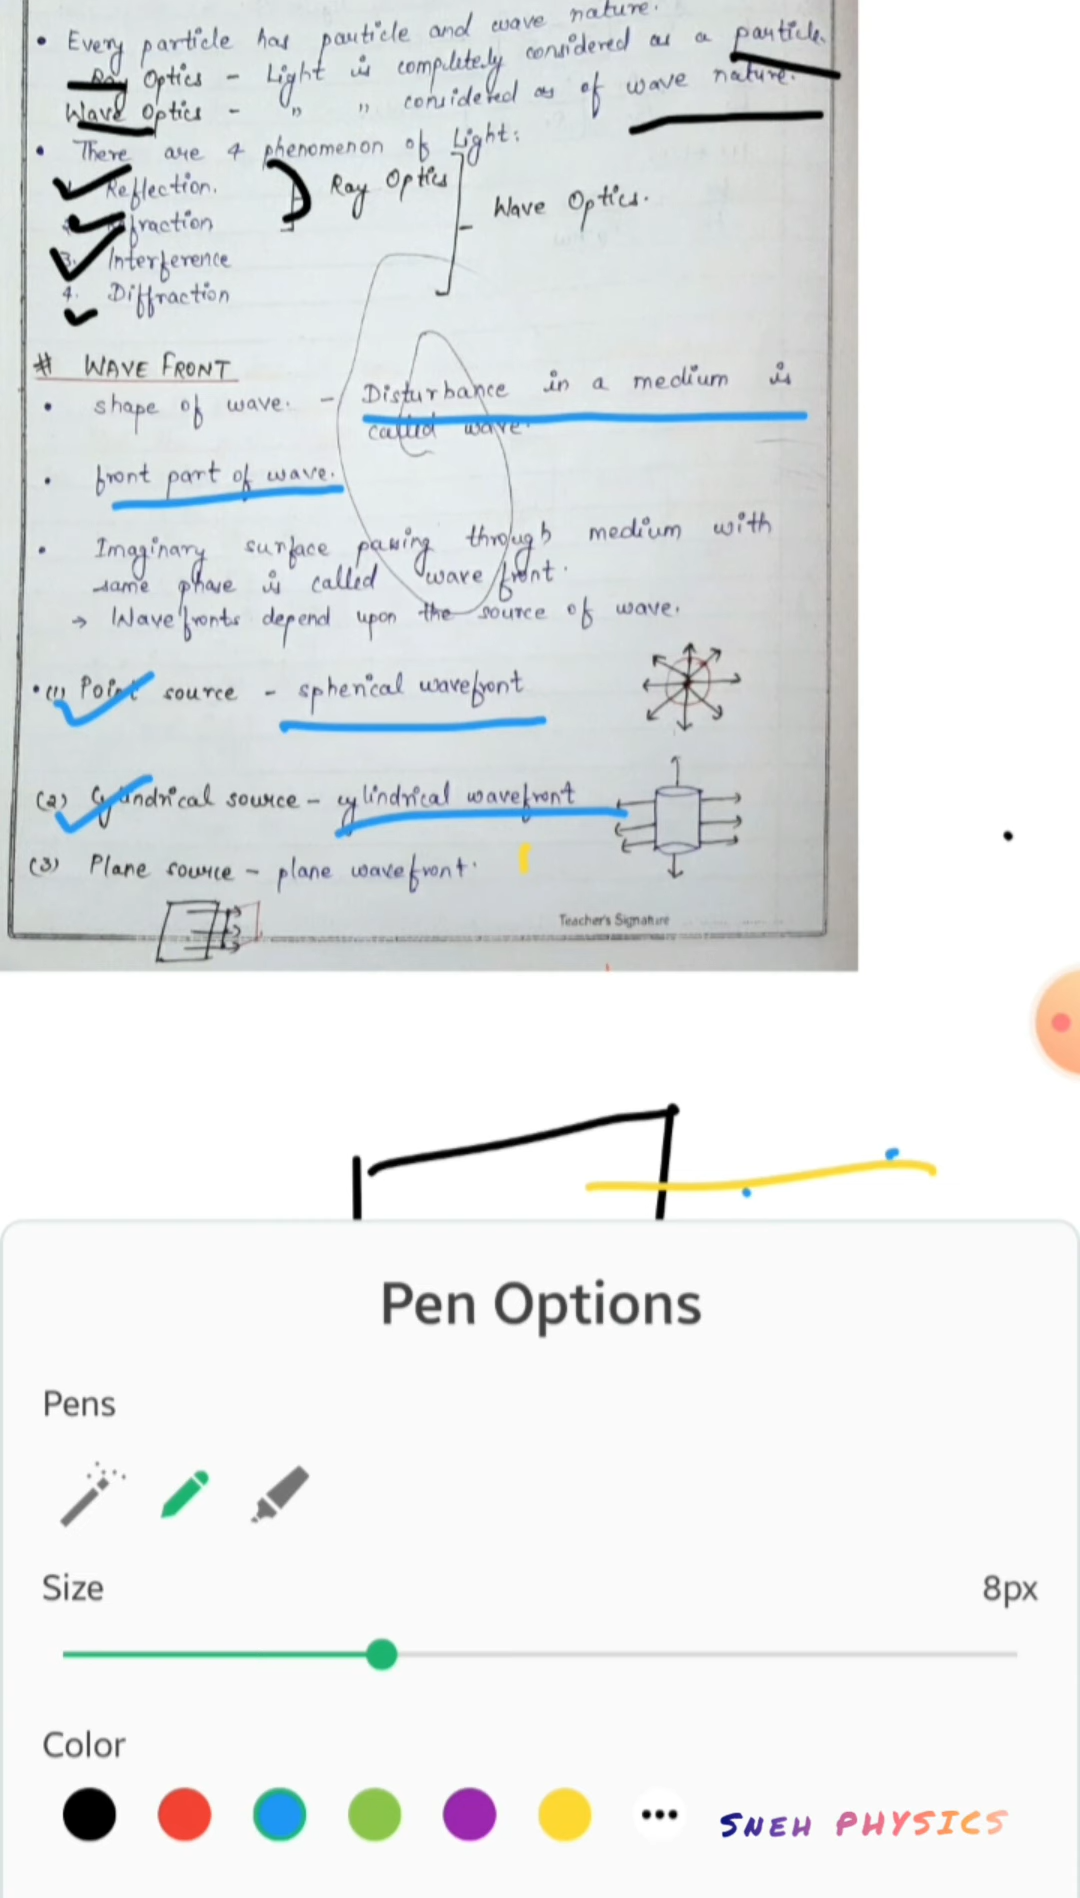 • Every particle has particle and wave nature.
Ray Optics - Light is completely considered as a particle.
Wave Optics - " " considered as of wave nature.
• There are 4 phenomenon of Light:
Reflection.
Ray Optics
Wave Optics.
3. Interference
4. Diffraction
# WAVE FRONT
• shape of wave. - Disturbance in a medium is
called wave.
• front part of wave.
• Imaginary surface passing through medium with
same phase is called wave front.
→ Wavefronts depend upon the source of wave.
• (1) Point source - spherical wavefront
(2) Cylindrical source - cylindrical wavefront
(3) Plane source - plane wavefront.
Teacher's Signature
Pen Options
Pens
Size 8px
Color
SNEH PHYSICS